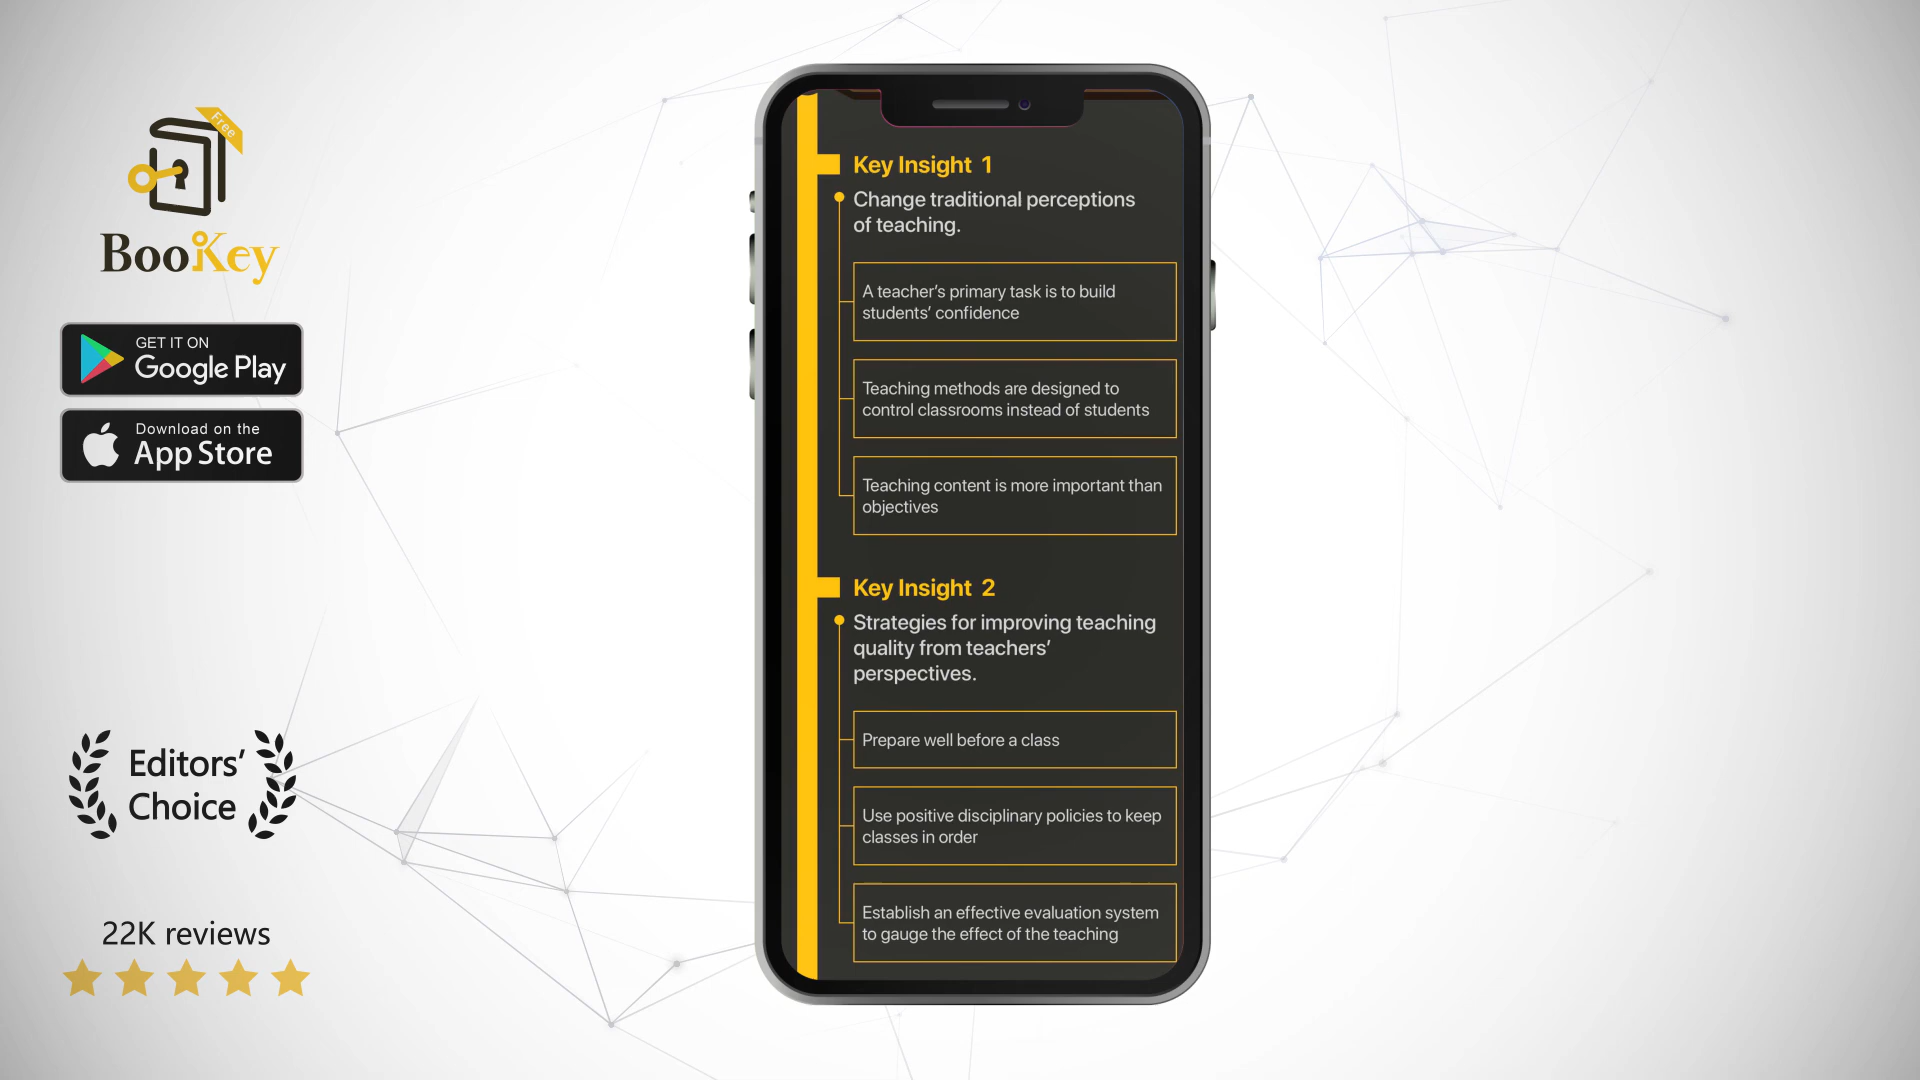 Free
BooKey
GET IT ON
Google Play
Download on the
App Store
Editors'
Choice
22K reviews
Key Insight 1
Change traditional perceptions
of teaching.
A teacher's primary task is to build
students' confidence
Teaching methods are designed to
control classrooms instead of students
Teaching content is more important than
objectives
Key Insight 2
Strategies for improving teaching
quality from teachers'
perspectives.
Prepare well before a class
Use positive disciplinary policies to keep
classes in order
Establish an effective evaluation system
to gauge the effect of the teaching